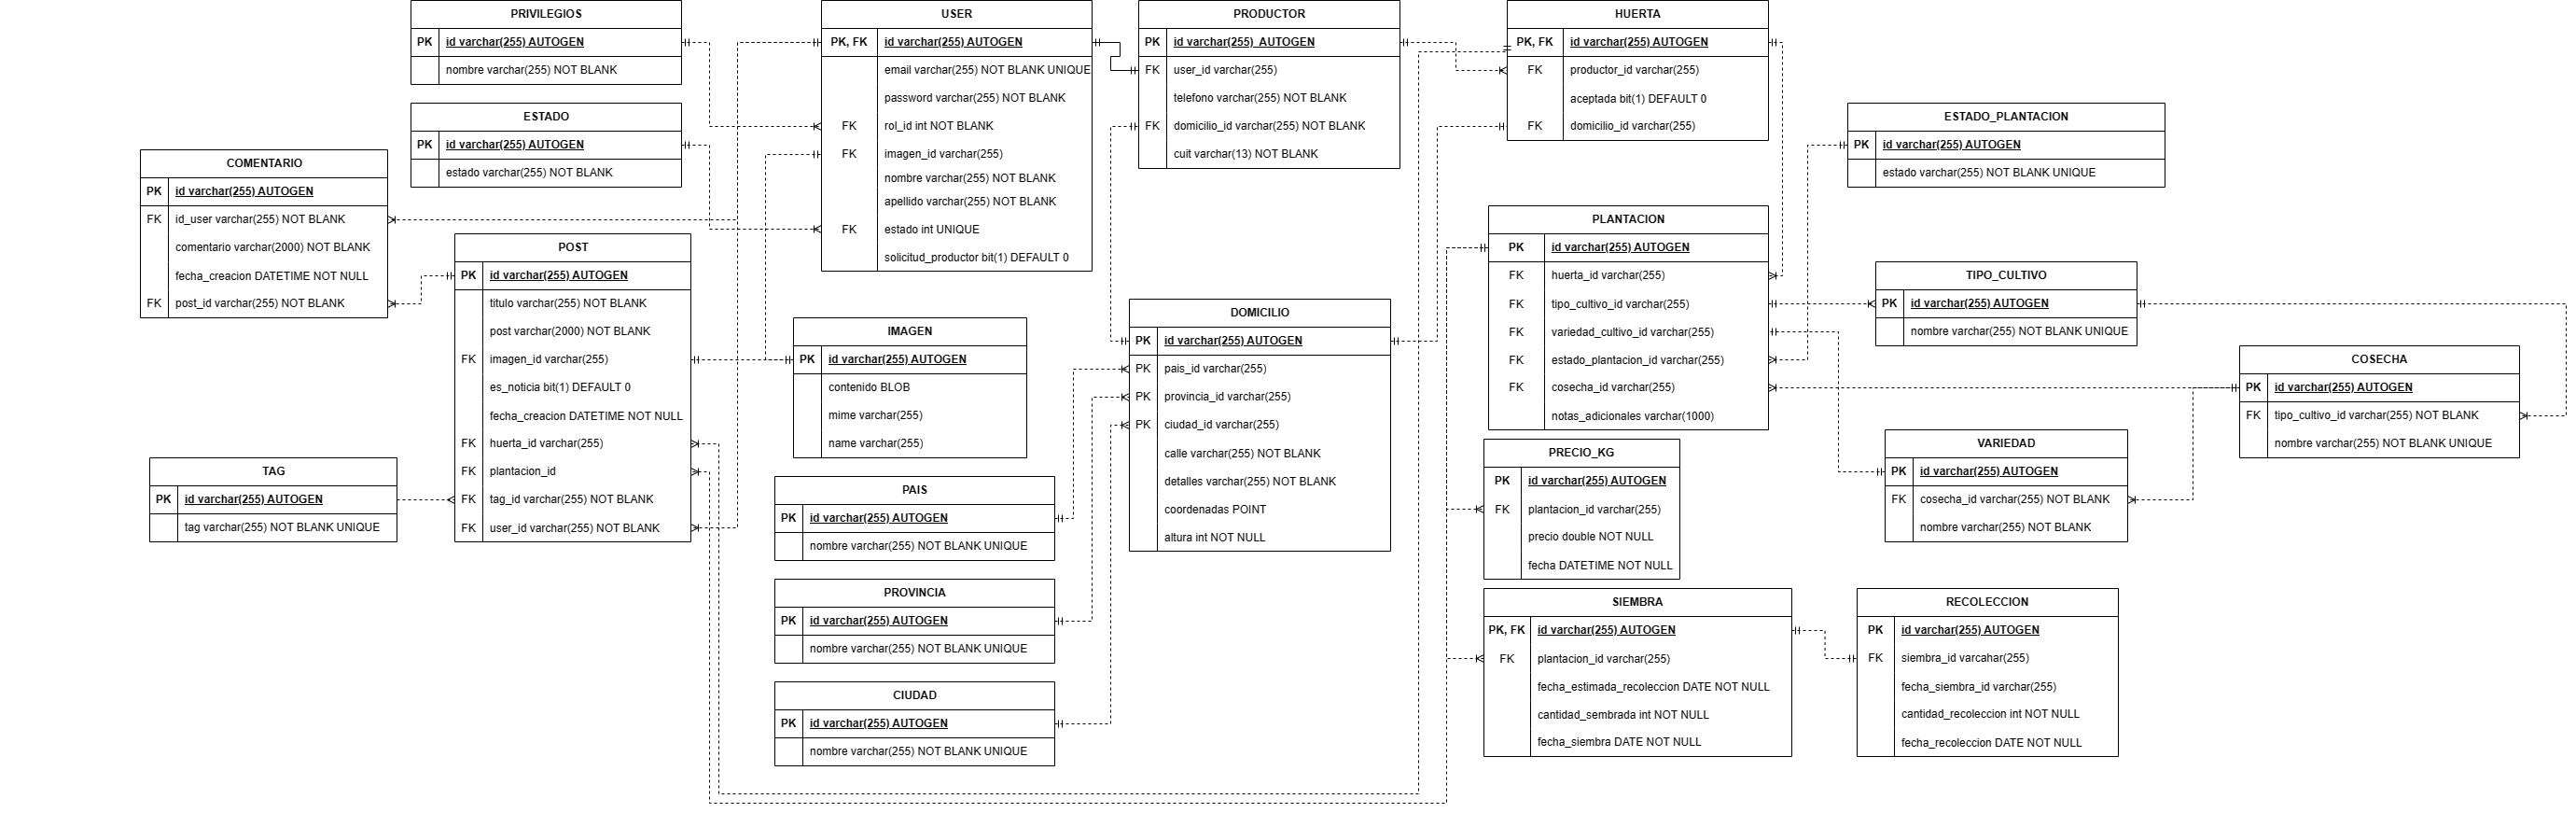 PRIVILEGIOS
PK id varchar(255) AUTOGEN
nombre varchar(255) NOT BLANK
ESTADO
PK id varchar(255) AUTOGEN
estado varchar(255) NOT BLANK
COMENTARIO
PK id varchar(255) AUTOGEN
FK id_user varchar(255) NOT BLANK
comentario varchar(2000) NOT BLANK
fecha_creacion DATETIME NOT NULL
FK post_id varchar(255) NOT BLANK
POST
PK id varchar(255) AUTOGEN
titulo varchar(255) NOT BLANK
post varchar(2000) NOT BLANK
FK imagen_id varchar(255)
es_noticia bit(1) DEFAULT 0
fecha_creacion DATETIME NOT NULL
FK huerta_id varchar(255)
FK plantacion_id
FK tag_id varchar(255) NOT BLANK
FK user_id varchar(255) NOT BLANK
TAG
PK id varchar(255) AUTOGEN
tag varchar(255) NOT BLANK UNIQUE
USER
PK, FK id varchar(255) AUTOGEN
email varchar(255) NOT BLANK UNIQUE
password varchar(255) NOT BLANK
FK rol_id int NOT BLANK
FK imagen_id varchar(255)
nombre varchar(255) NOT BLANK
apellido varchar(255) NOT BLANK
FK estado int UNIQUE
solicitud_productor bit(1) DEFAULT 0
IMAGEN
PK id varchar(255) AUTOGEN
contenido BLOB
mime varchar(255)
name varchar(255)
PAIS
PK id varchar(255) AUTOGEN
nombre varchar(255) NOT BLANK UNIQUE
PROVINCIA
PK id varchar(255) AUTOGEN
nombre varchar(255) NOT BLANK UNIQUE
CIUDAD
PK id varchar(255) AUTOGEN
nombre varchar(255) NOT BLANK UNIQUE
PRODUCTOR
PK id varchar(255) AUTOGEN
FK user_id varchar(255)
telefono varchar(255) NOT BLANK
FK domicilio_id varchar(255) NOT BLANK
cuit varchar(13) NOT BLANK
DOMICILIO
PK id varchar(255) AUTOGEN
PK pais_id varchar(255)
PK provincia_id varchar(255)
PK ciudad_id varchar(255)
calle varchar(255) NOT BLANK
detalles varchar(255) NOT BLANK
coordenadas POINT
altura int NOT NULL
HUERTA
PK, FK id varchar(255) AUTOGEN
FK productor_id varchar(255)
aceptada bit(1) DEFAULT 0
FK domicilio_id varchar(255)
PLANTACION
PK id varchar(255) AUTOGEN
FK huerta_id varchar(255)
FK tipo_cultivo_id varchar(255)
FK variedad_cultivo_id varchar(255)
FK estado_plantacion_id varchar(255)
FK cosecha_id varchar(255)
notas_adicionales varchar(1000)
PRECIO_KG
PK id varchar(255) AUTOGEN
FK plantacion_id varchar(255)
precio double NOT NULL
fecha DATETIME NOT NULL
SIEMBRA
PK, FK id varchar(255) AUTOGEN
FK plantacion_id varchar(255)
fecha_estimada_recoleccion DATE NOT NULL
cantidad_sembrada int NOT NULL
fecha_siembra DATE NOT NULL
ESTADO_PLANTACION
PK id varchar(255) AUTOGEN
estado varchar(255) NOT BLANK UNIQUE
TIPO_CULTIVO
PK id varchar(255) AUTOGEN
nombre varchar(255) NOT BLANK UNIQUE
COSECHA
PK id varchar(255) AUTOGEN
FK tipo_cultivo_id varchar(255) NOT BLANK
nombre varchar(255) NOT BLANK UNIQUE
VARIEDAD
PK id varchar(255) AUTOGEN
FK cosecha_id varchar(255) NOT BLANK
nombre varchar(255) NOT BLANK
RECOLECCION
PK id varchar(255) AUTOGEN
FK siembra_id varcahar(255)
fecha_siembra_id varchar(255)
cantidad_recoleccion int NOT NULL
fecha_recoleccion DATE NOT NULL